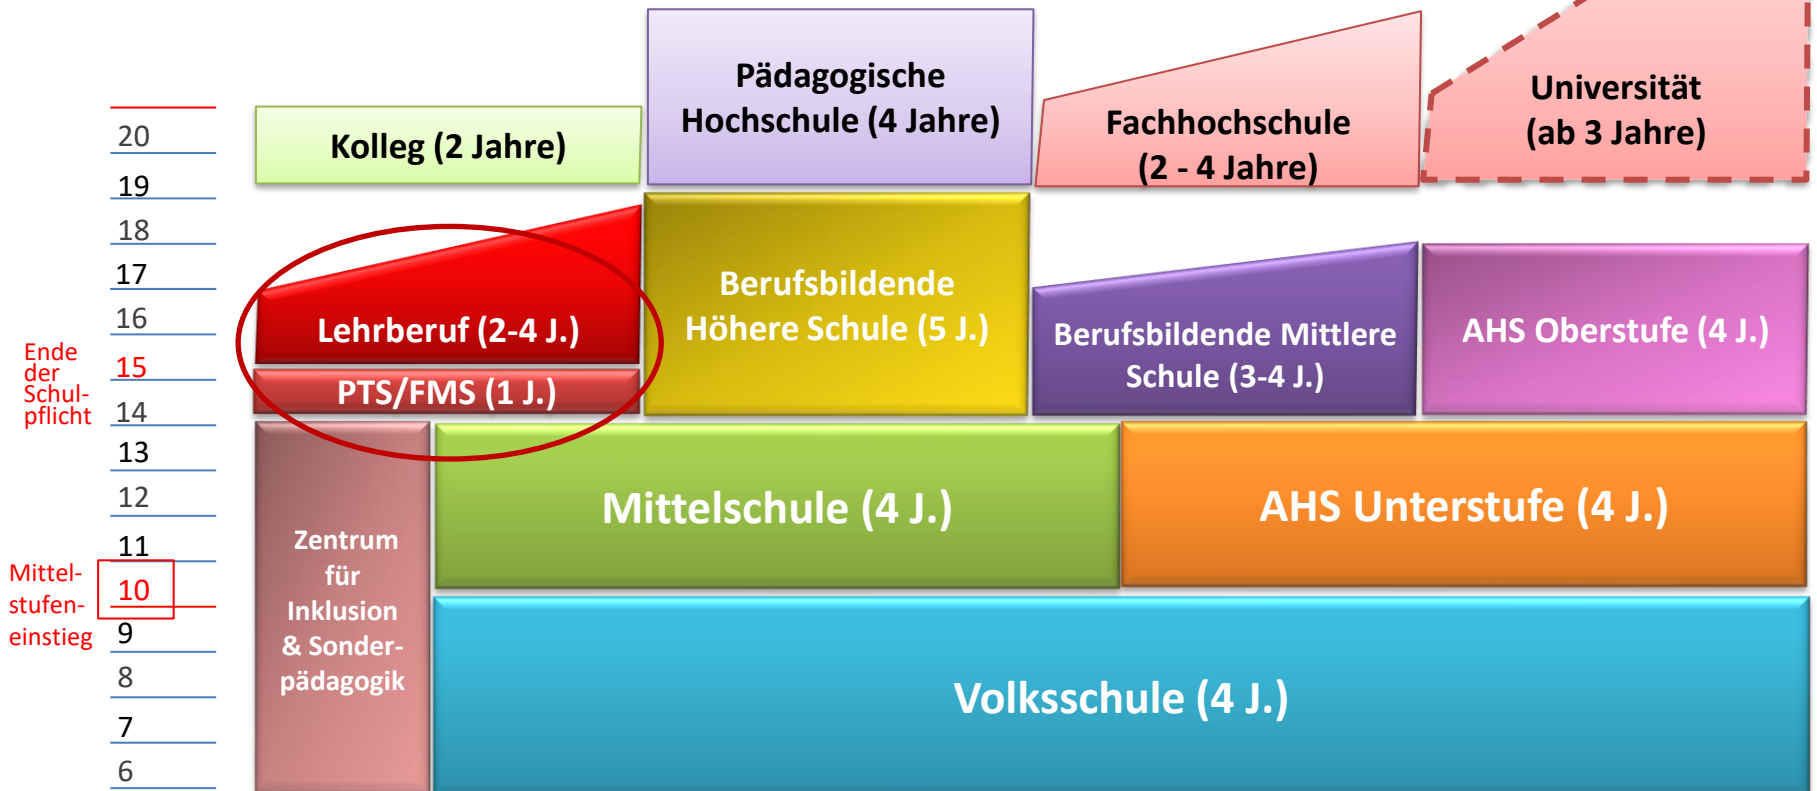 Pädagogische
Hochschule (4 Jahre)
Universität
(ab 3 Jahre)
Fachhochschule
(2 - 4 Jahre)
Kolleg (2 Jahre)
20
19
18
17
16
15
14
13
12
11
10
9
8
7
6
Ende
der
Schul-
pflicht
Mittel-
stufen-
einstieg
Lehrberuf (2-4 J.)
PTS/FMS (1 J.)
Berufsbildende
Höhere Schule (5 J.)
Berufsbildende Mittlere
Schule (3-4 J.)
AHS Oberstufe (4 J.)
Zentrum
für
Inklusion
& Sonder-
pädagogik
Mittelschule (4 J.)
AHS Unterstufe (4 J.)
Volksschule (4 J.)